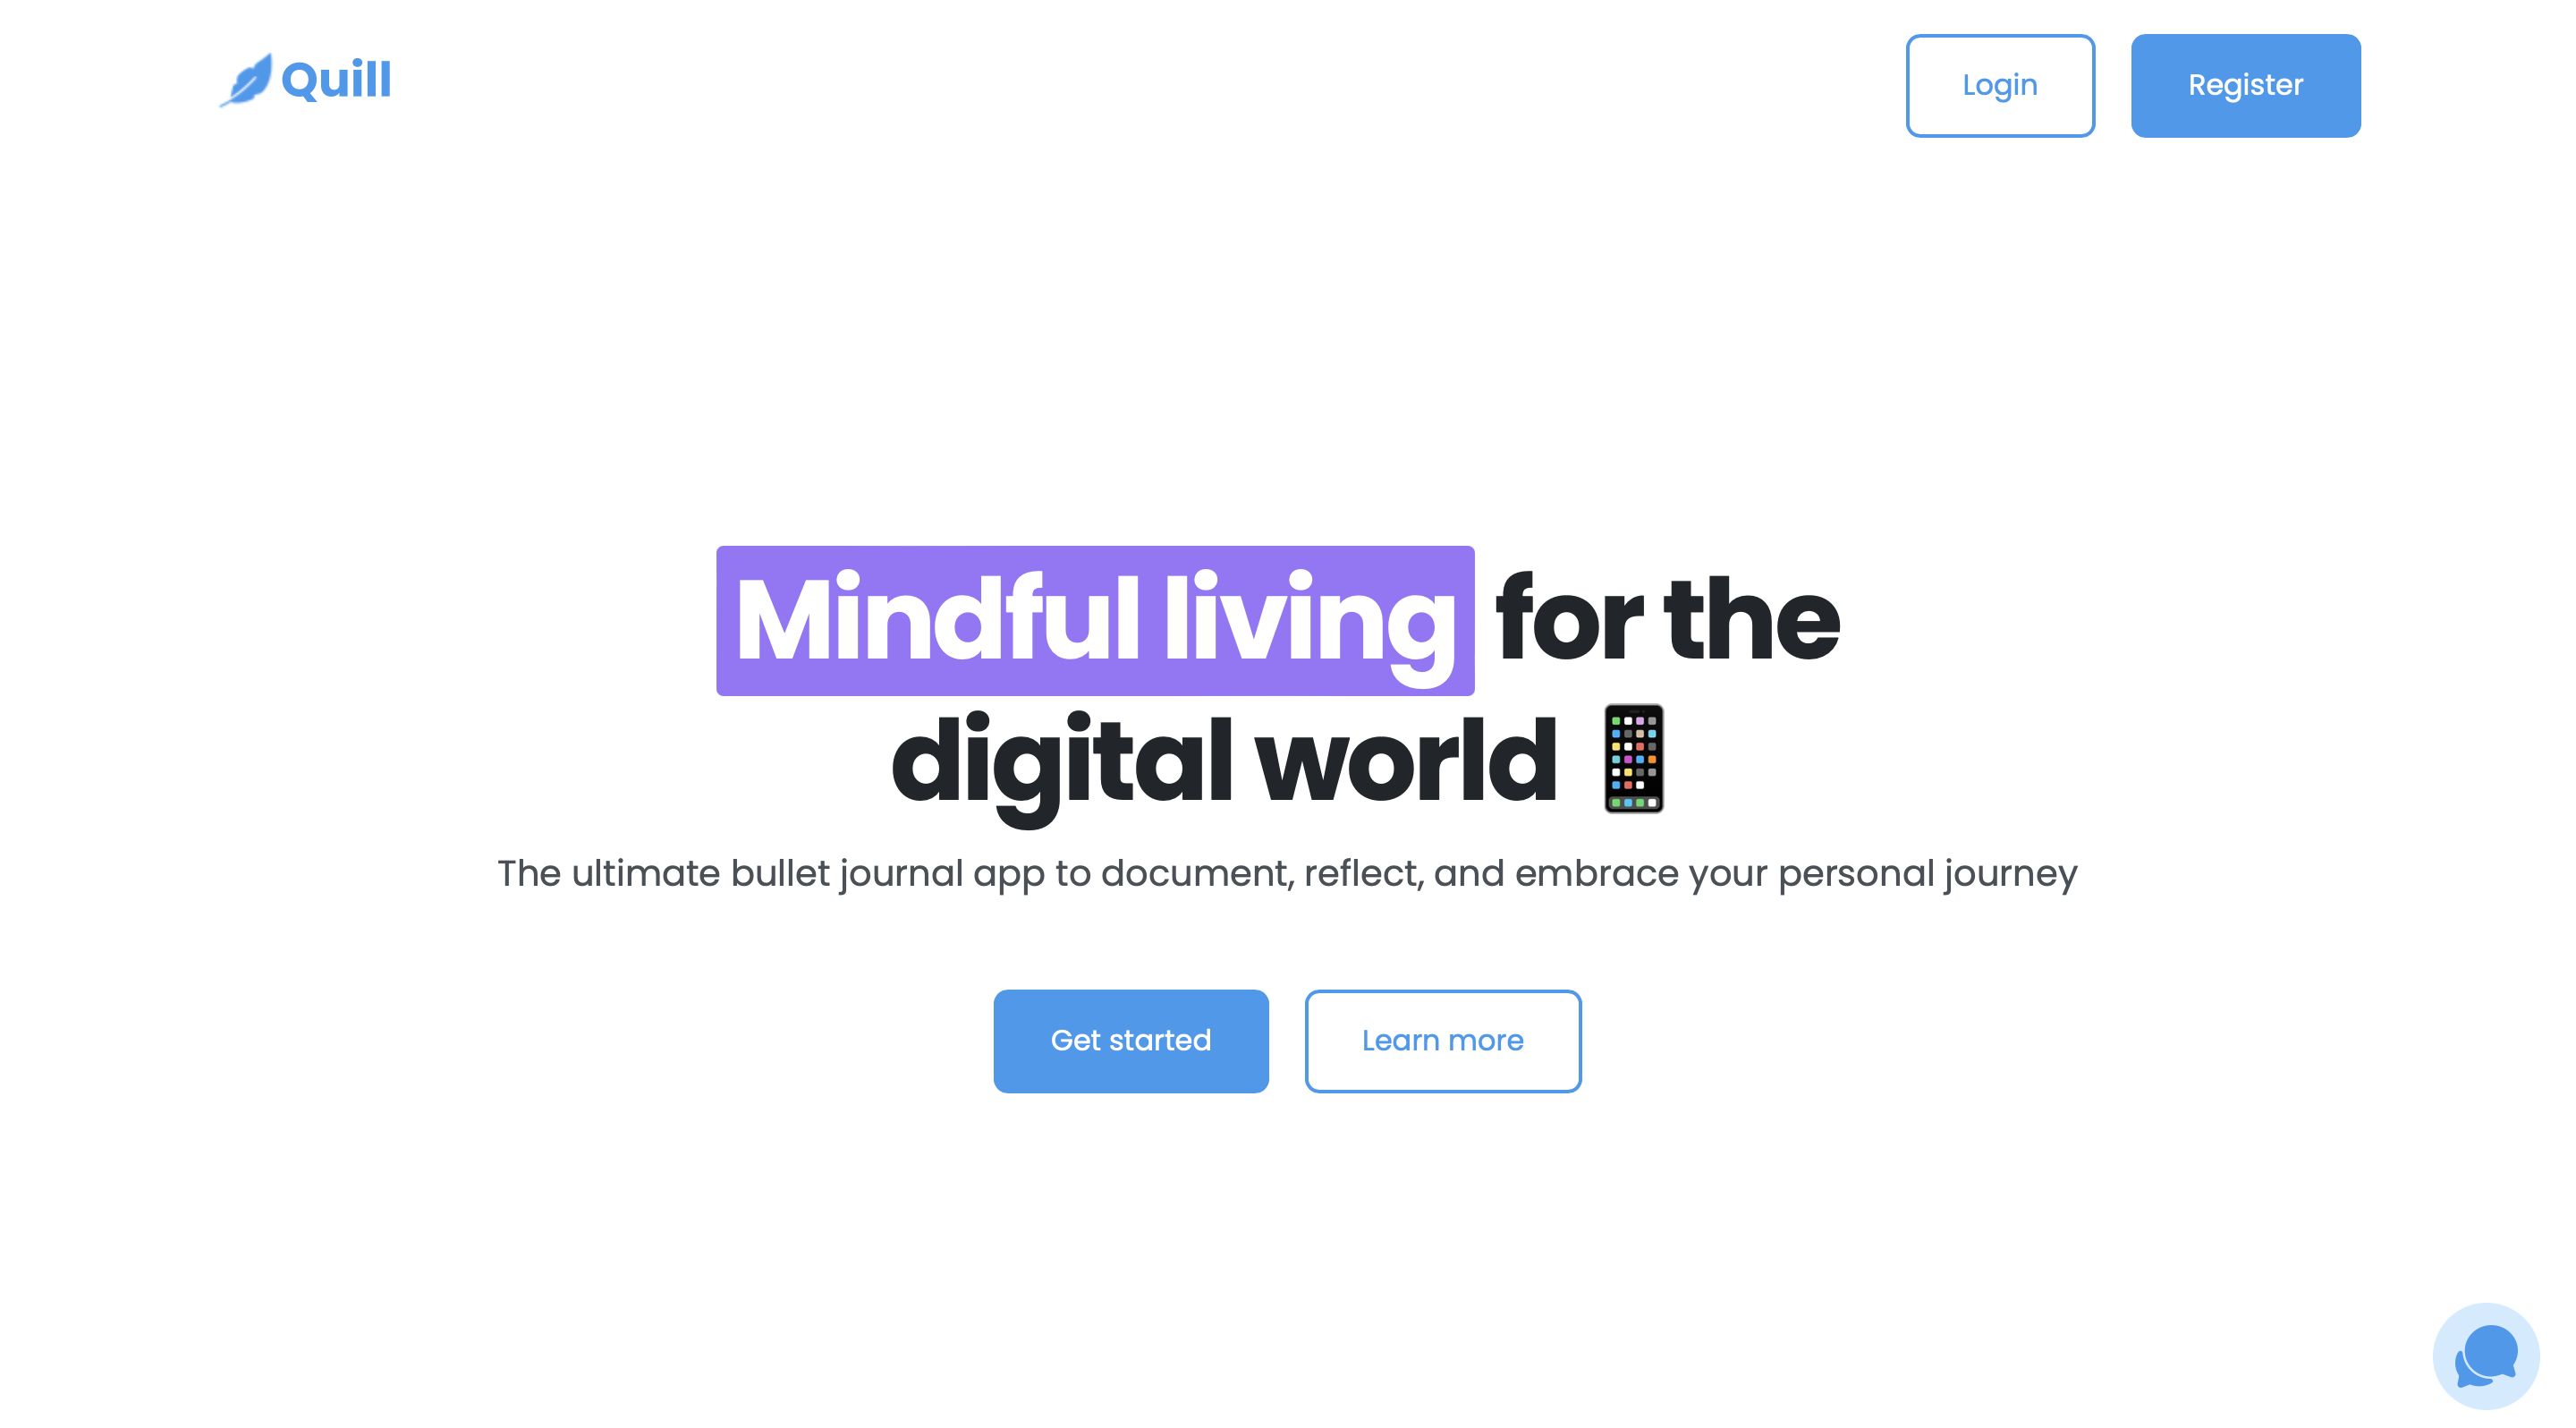 Quill
Login
Register
Mindful living for the
digital world 📱
The ultimate bullet journal app to document, reflect, and embrace your personal journey
Get started
Learn more